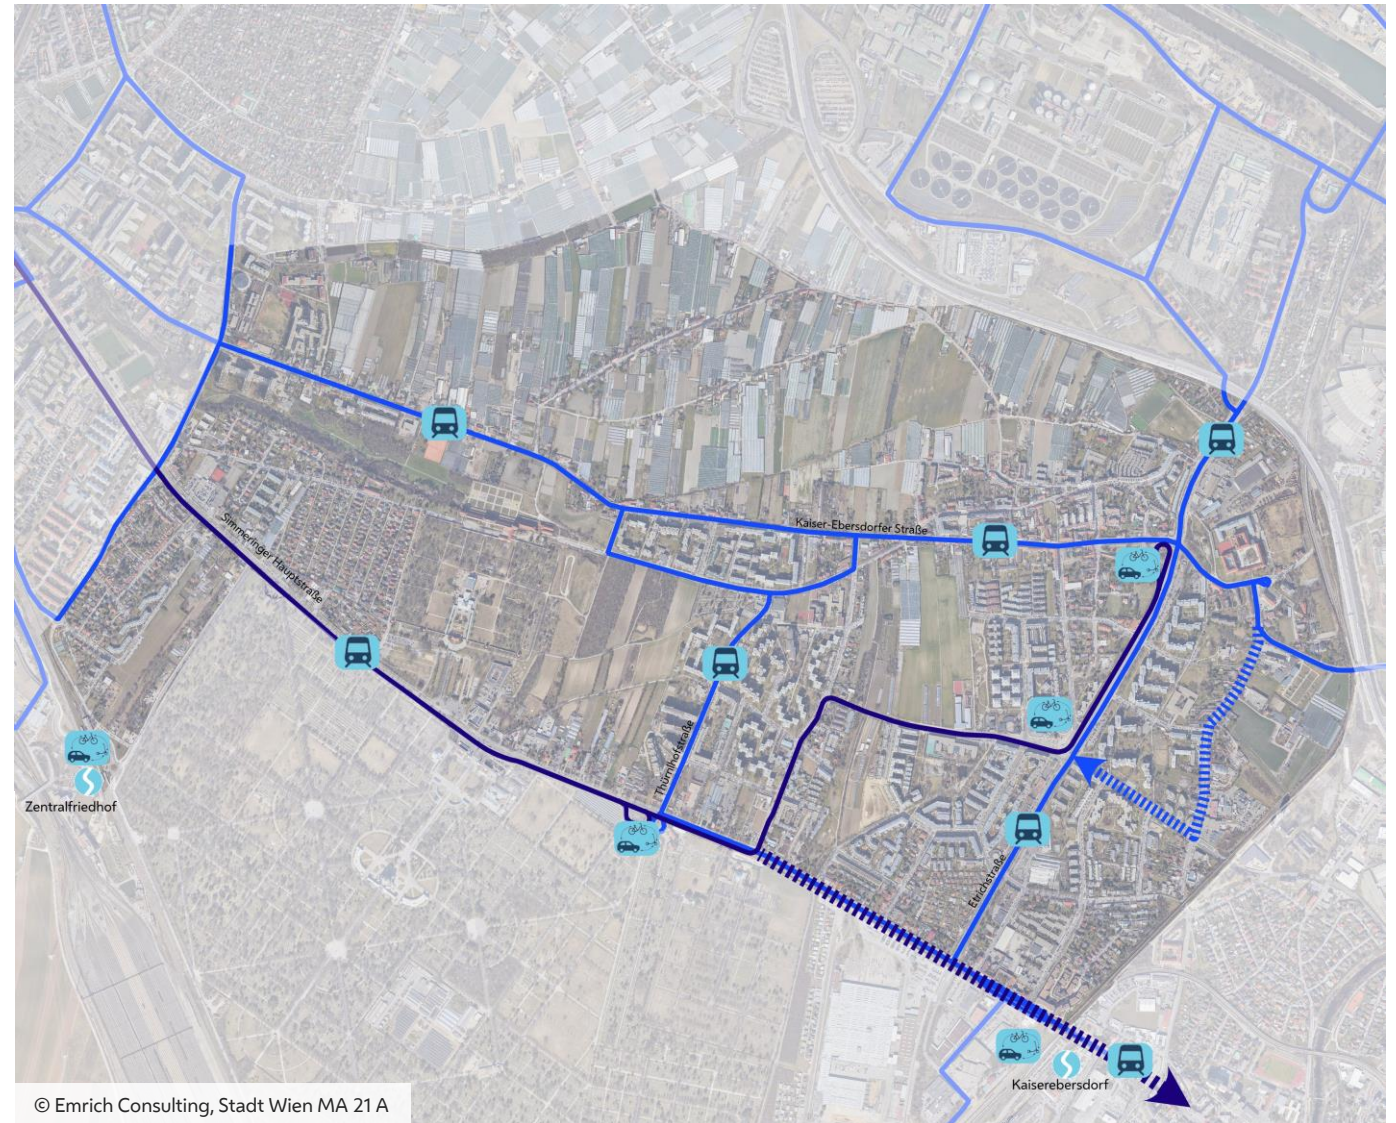 Kaiser-Ebersdorfer Straße
Simmeringer Hauptstraße
Thürnlhofstraße
Zentralfriedhof
Etrichstraße
Kaiserebersdorf
© Emrich Consulting, Stadt Wien MA 21 A